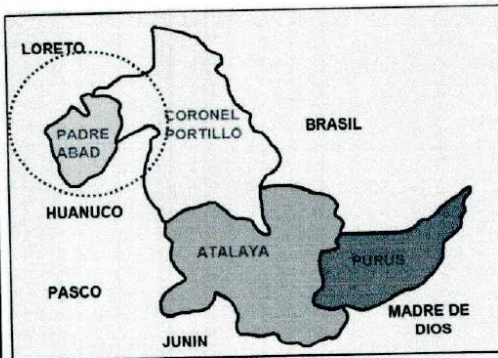 LORETO
CORONEL
PORTILLO
BRASIL
PADRE
ABAD
HUANUCO
ATALAYA
PURUS
PASCO
MADRE DE
DIOS
JUNIN